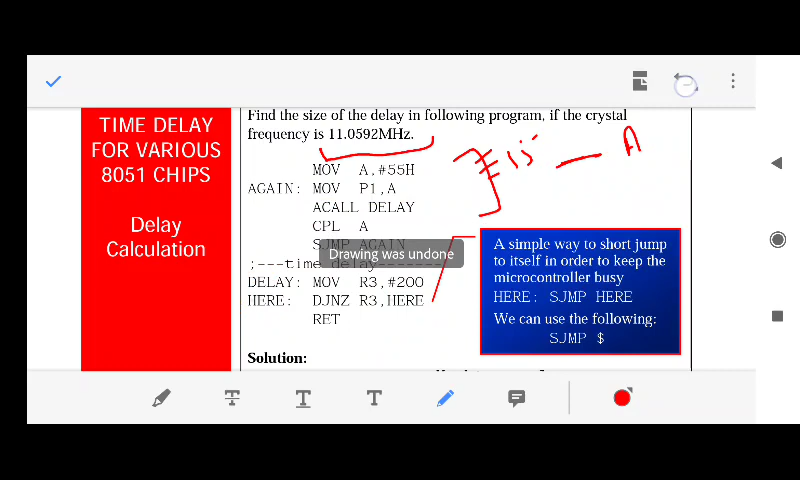 TIME DELAY
FOR VARIOUS
8051 CHIPS
Delay
Calculation
Find the size of the delay in following program, if the crystal
frequency is 11.0592MHz.
MOV A,#55H
AGAIN: MOV P1,A
ACALL DELAY
CPL A
SJMP AGAIN
;---time delay-------
DELAY: MOV R3,#200
HERE: DJNZ R3,HERE
RET
Solution:
15 — A
A simple way to short jump
to itself in order to keep the
microcontroller busy
HERE: SJMP HERE
We can use the following:
SJMP $
Drawing was undone
T
T
T